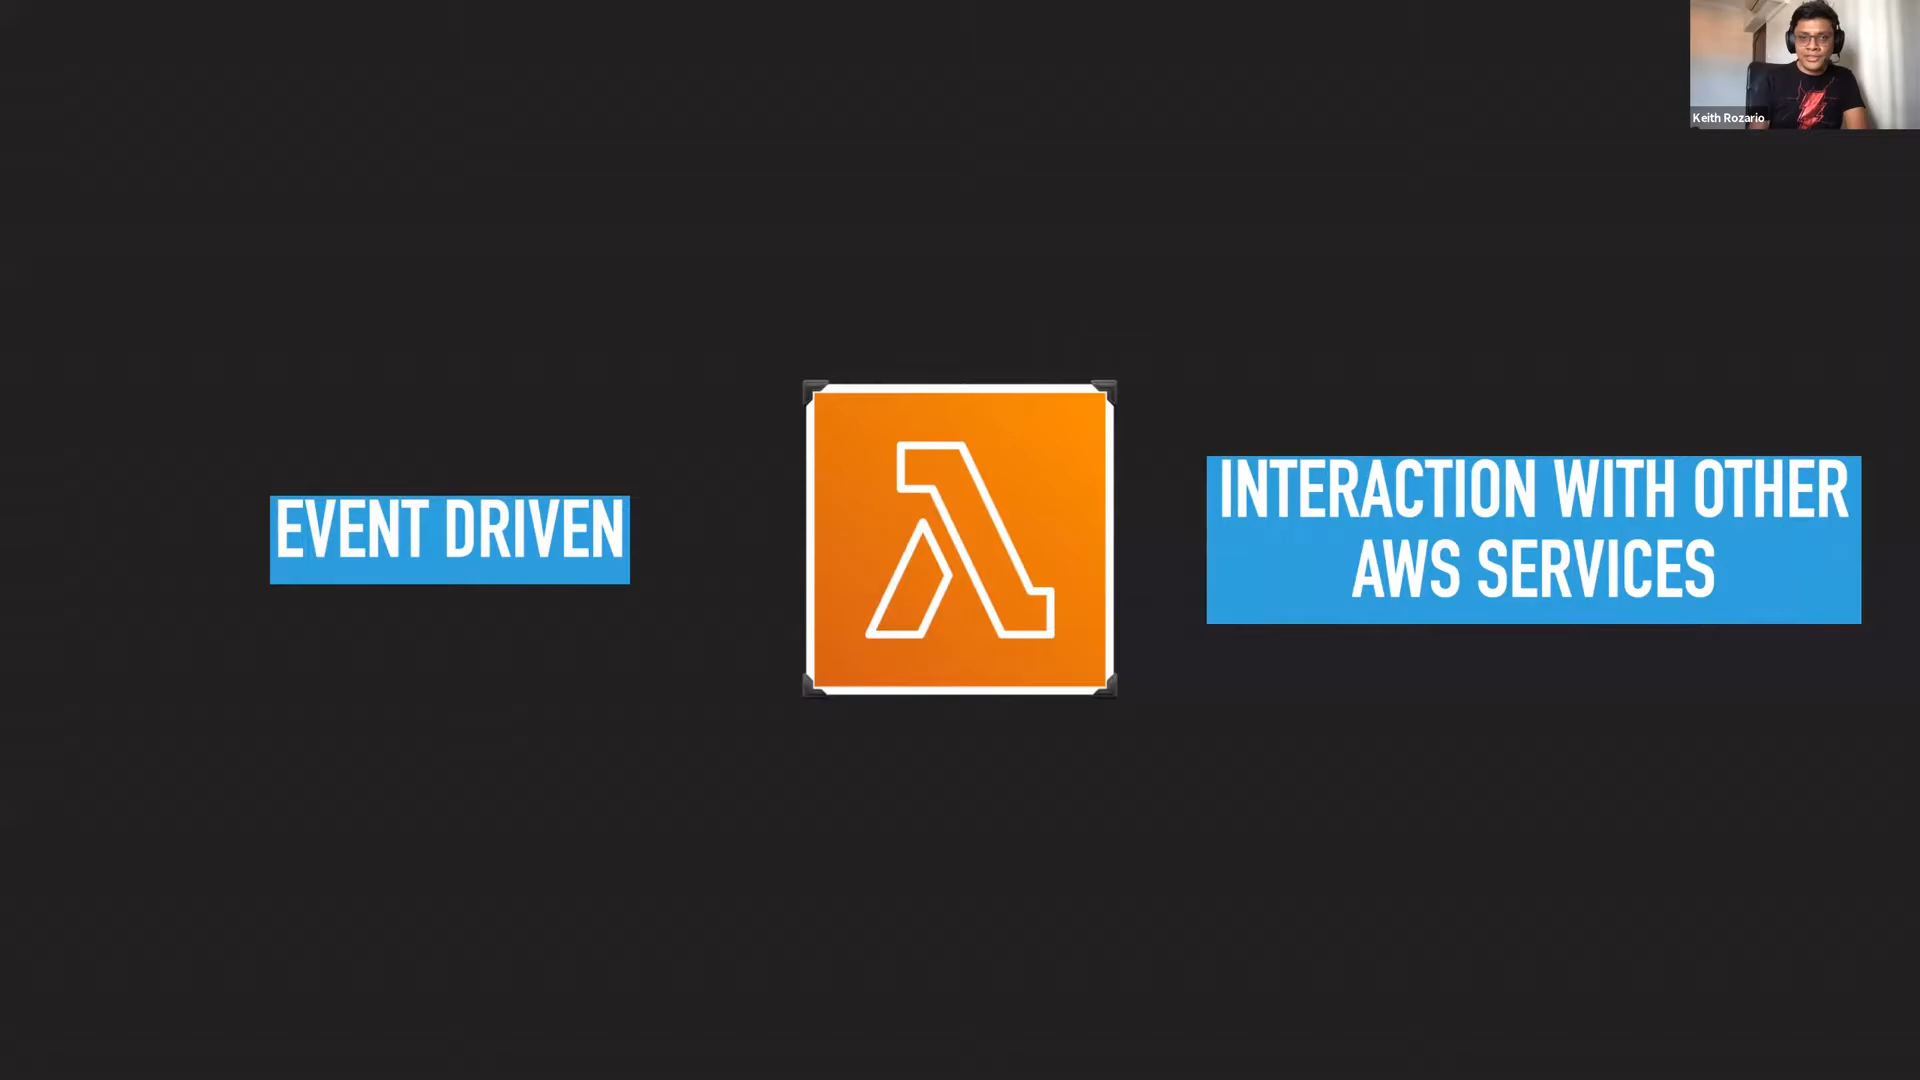 Keith Rozario
EVENT DRIVEN
INTERACTION WITH OTHER
AWS SERVICES